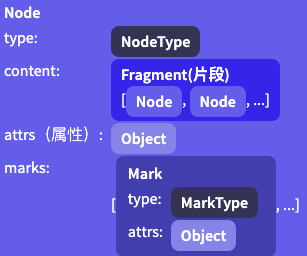 Node
type: NodeType
content: Fragment(片段)
[Node, Node, ...]
attrs（属性）: Object
marks: Mark
[ type: MarkType , ...]
attrs: Object